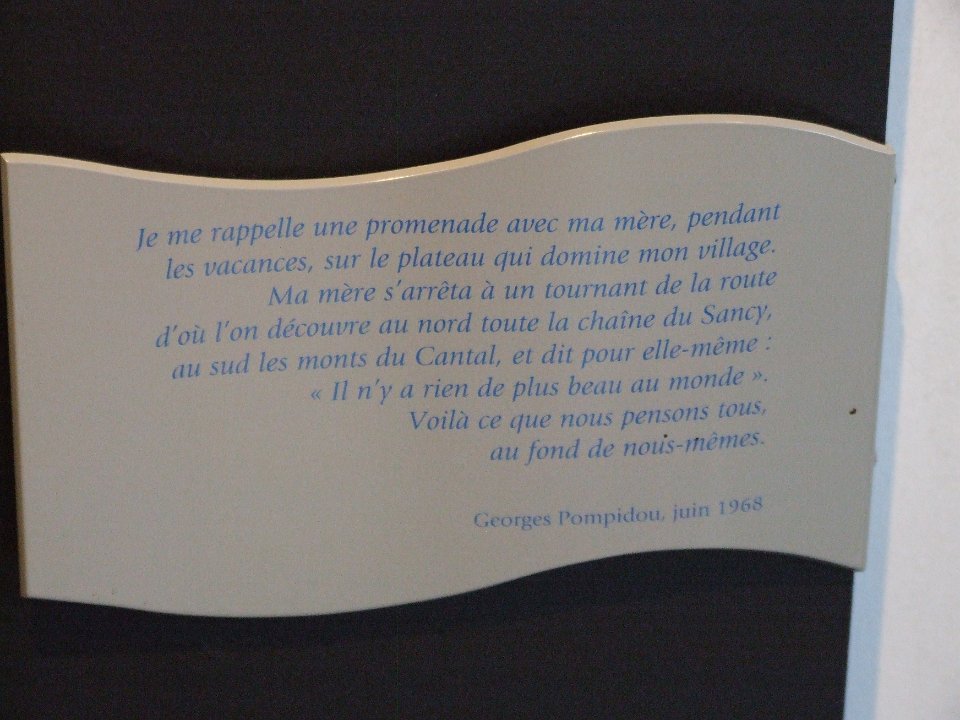 Je me rappelle une promenade avec ma mère, pendant
les vacances, sur le plateau qui domine mon village.
Ma mère s'arrêta à un tournant de la route
d'où l'on découvre au nord toute la chaîne du Sancy,
au sud les monts du Cantal, et dit pour elle-même :
« Il n'y a rien de plus beau au monde ».
Voilà ce que nous pensons tous,
au fond de nous-mêmes.
Georges Pompidou, juin 1968